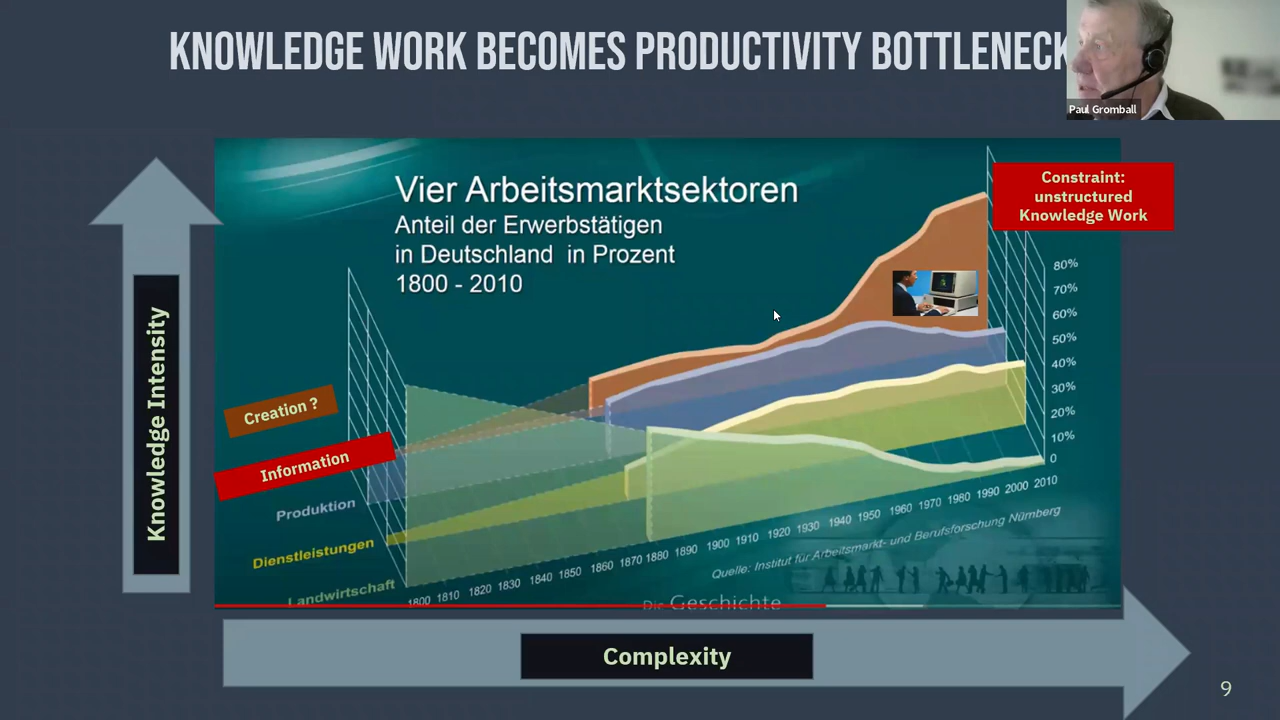 KNOWLEDGE WORK BECOMES PRODUCTIVITY BOTTLENECK
Paul Gromball
Vier Arbeitsmarktsektoren
Anteil der Erwerbstätigen
in Deutschland in Prozent
1800 - 2010
Constraint:
unstructured
Knowledge Work
80%
70%
60%
50%
40%
30%
20%
10%
0
Knowledge Intensity
Creation ?
Information
Produktion
Dienstleistungen
Landwirtschaft
1800 1810 1820 1830 1840 1850 1860 1870 1880 1890 1900 1910 1920 1930 1940 1950 1960 1970 1980 1990 2000 2010
Quelle: Institut für Arbeitsmarkt- und Berufsforschung Nürnberg
Die Geschichte
Complexity
9